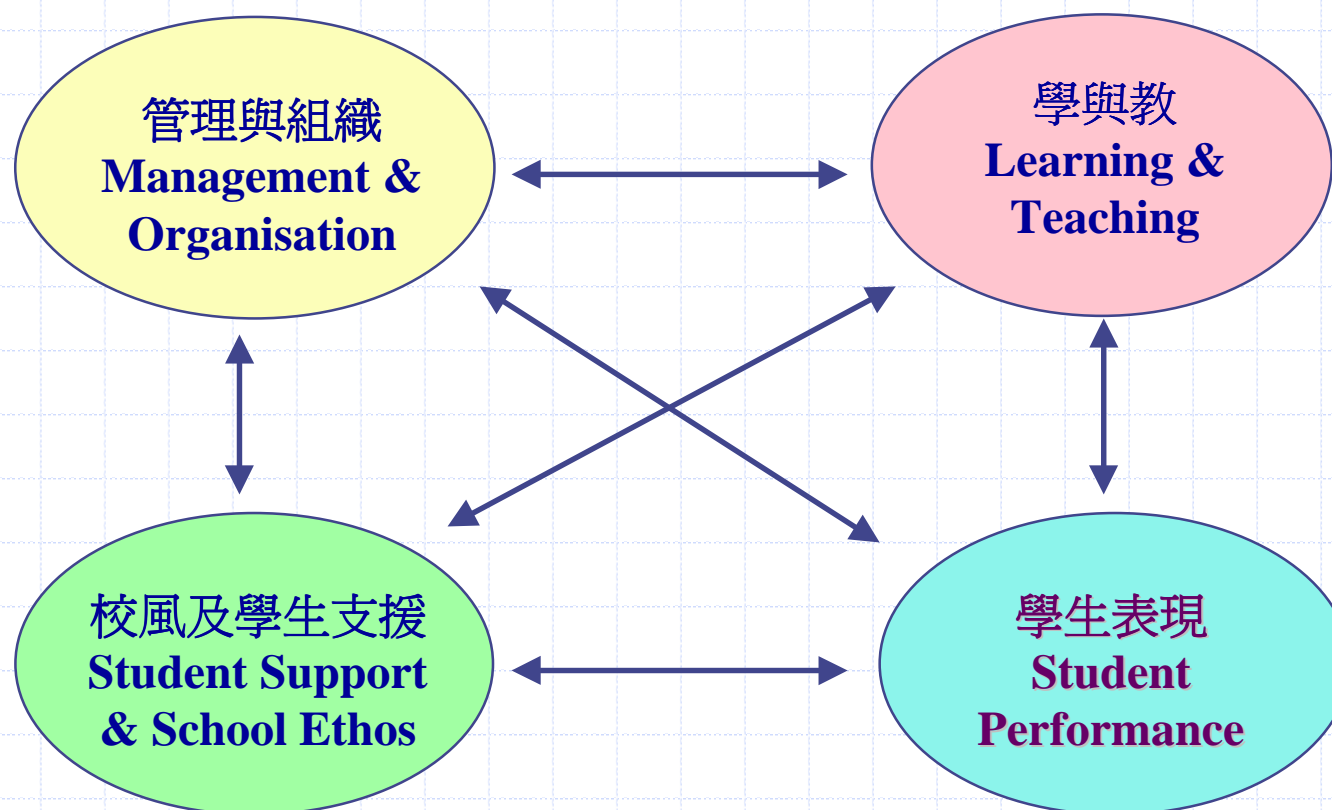 管理與組織
Management &
Organisation
學與教
Learning &
Teaching
校風及學生支援
Student Support
& School Ethos
學生表現
Student
Performance